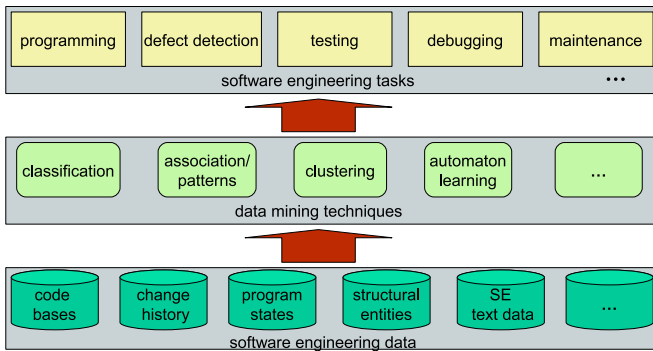 programming
defect detection
testing
debugging
maintenance
software engineering tasks
...
classification
association/
patterns
clustering
automaton
learning
...
data mining techniques
code
bases
change
history
program
states
structural
entities
SE
text data
...
software engineering data